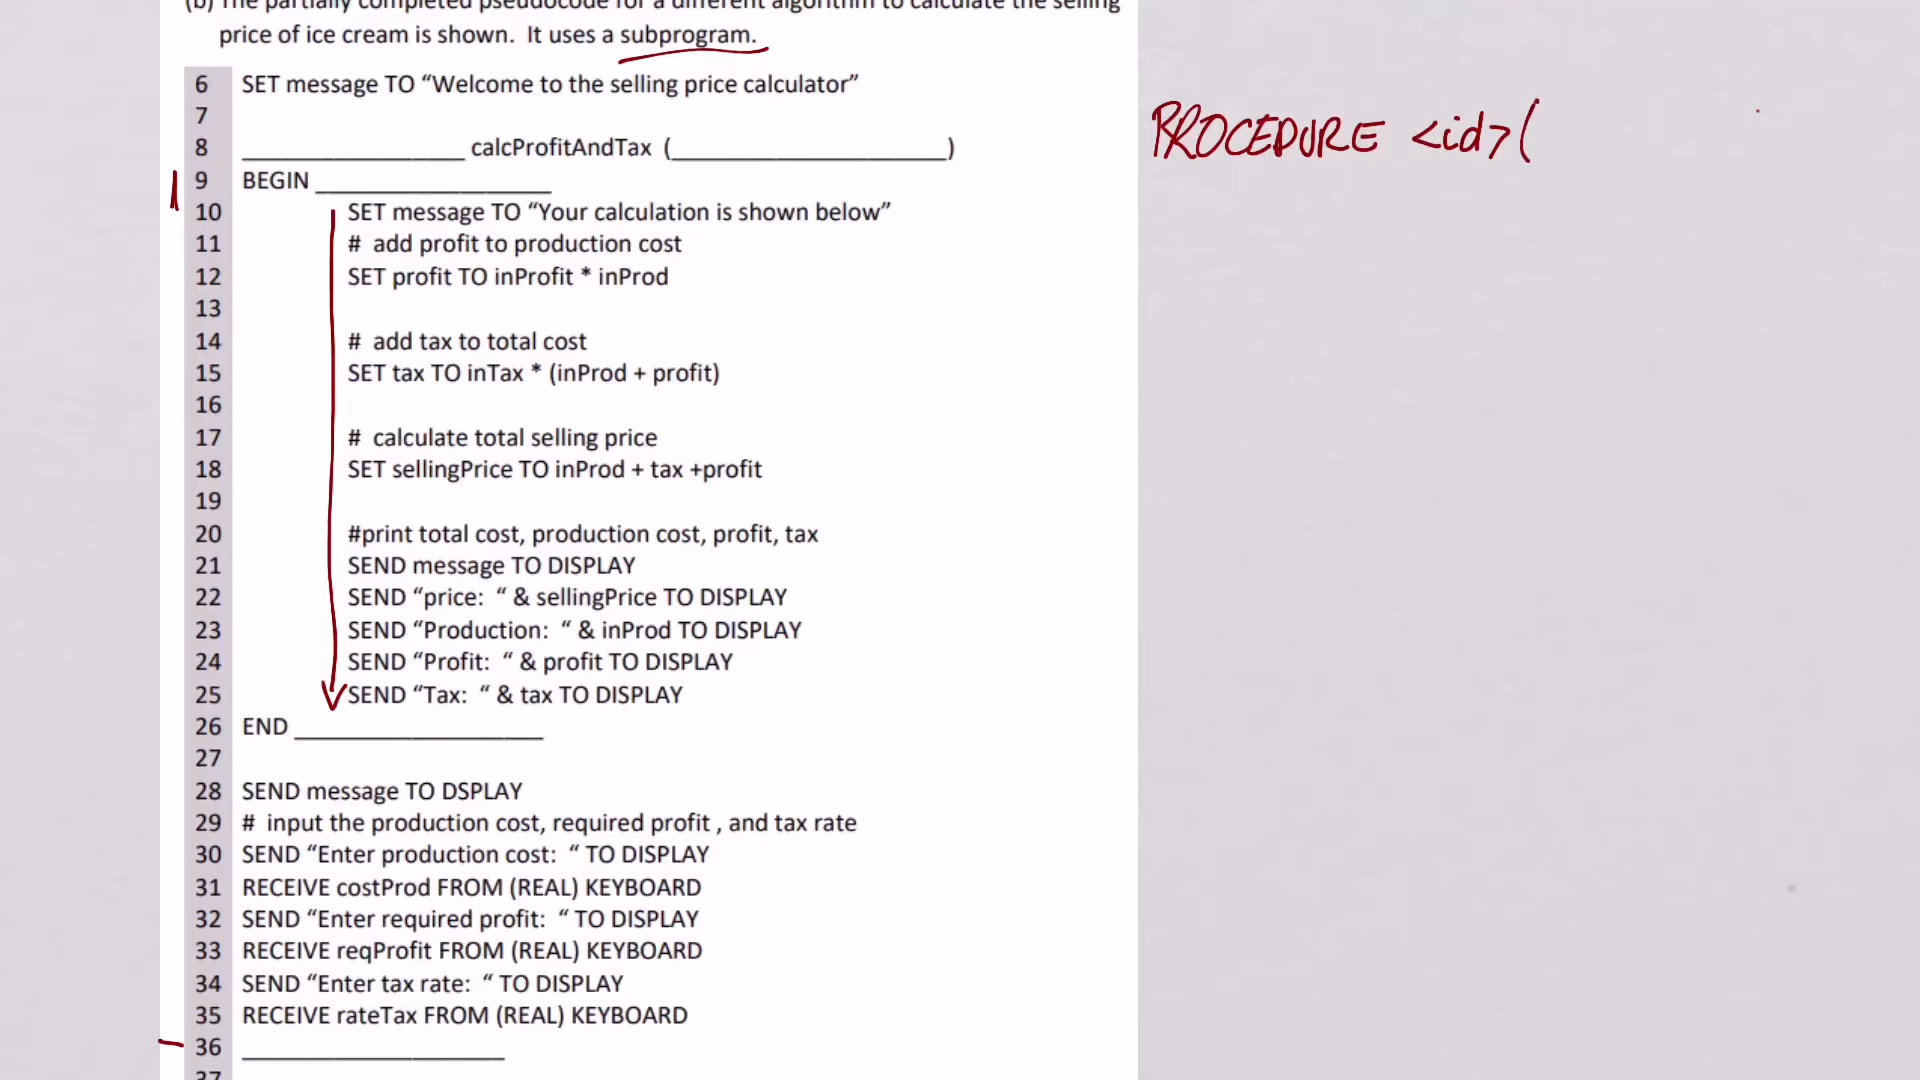 (b) The partially completed pseudocode for a different algorithm to calculate the selling
price of ice cream is shown. It uses a subprogram.
6 SET message TO “Welcome to the selling price calculator”
7
8 ___________________ calcProfitAndTax (_______________________)
9 BEGIN ____________________
10 SET message TO “Your calculation is shown below”
11 # add profit to production cost
12 SET profit TO inProfit * inProd
13
14 # add tax to total cost
15 SET tax TO inTax * (inProd + profit)
16
17 # calculate total selling price
18 SET sellingPrice TO inProd + tax +profit
19
20 #print total cost, production cost, profit, tax
21 SEND message TO DISPLAY
22 SEND “price: “ & sellingPrice TO DISPLAY
23 SEND “Production: “ & inProd TO DISPLAY
24 SEND “Profit: “ & profit TO DISPLAY
25 SEND “Tax: “ & tax TO DISPLAY
26 END _____________________
27
28 SEND message TO DSPLAY
29 # input the production cost, required profit , and tax rate
30 SEND “Enter production cost: “ TO DISPLAY
31 RECEIVE costProd FROM (REAL) KEYBOARD
32 SEND “Enter required profit: “ TO DISPLAY
33 RECEIVE reqProfit FROM (REAL) KEYBOARD
34 SEND “Enter tax rate: “ TO DISPLAY
35 RECEIVE rateTax FROM (REAL) KEYBOARD
36 ______________________
37
PROCEDURE <id>(